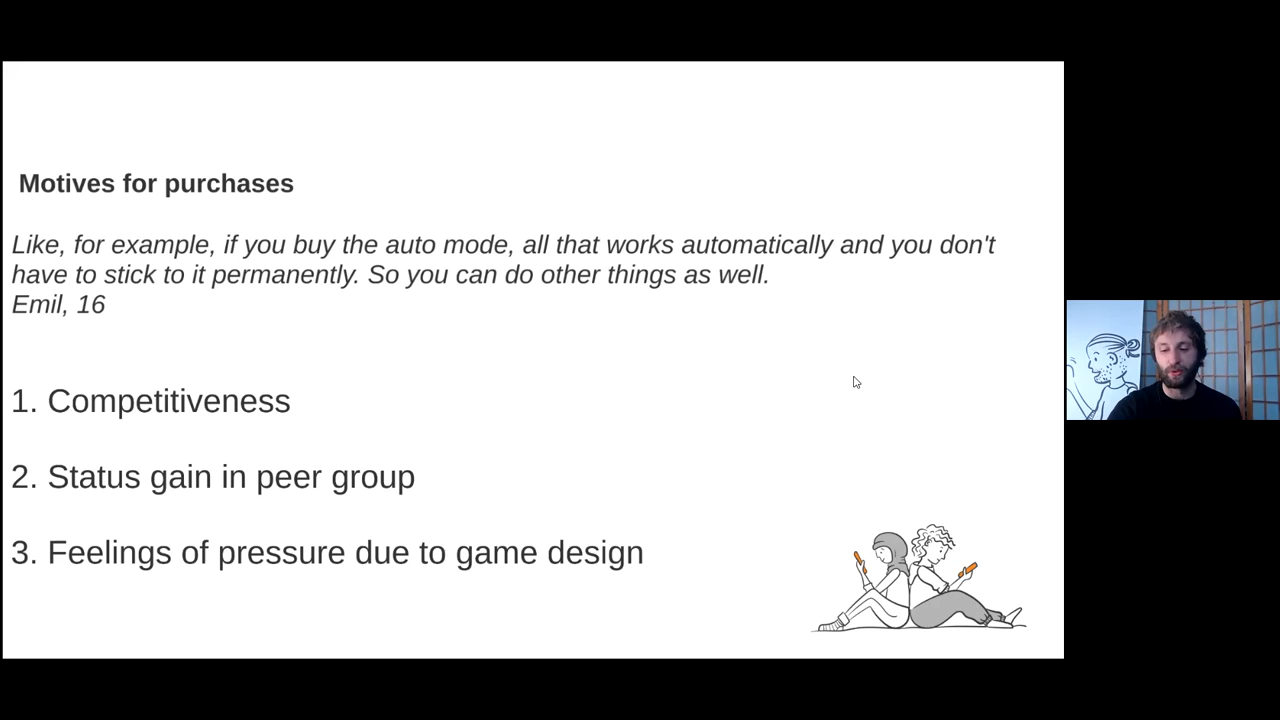 Motives for purchases
Like, for example, if you buy the auto mode, all that works automatically and you don't
have to stick to it permanently. So you can do other things as well.
Emil, 16
1. Competitiveness
2. Status gain in peer group
3. Feelings of pressure due to game design